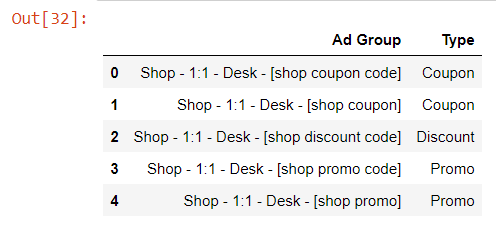 Out[32]:
Ad Group Type
0 Shop - 1:1 - Desk - [shop coupon code] Coupon
1 Shop - 1:1 - Desk - [shop coupon] Coupon
2 Shop - 1:1 - Desk - [shop discount code] Discount
3 Shop - 1:1 - Desk - [shop promo code] Promo
4 Shop - 1:1 - Desk - [shop promo] Promo